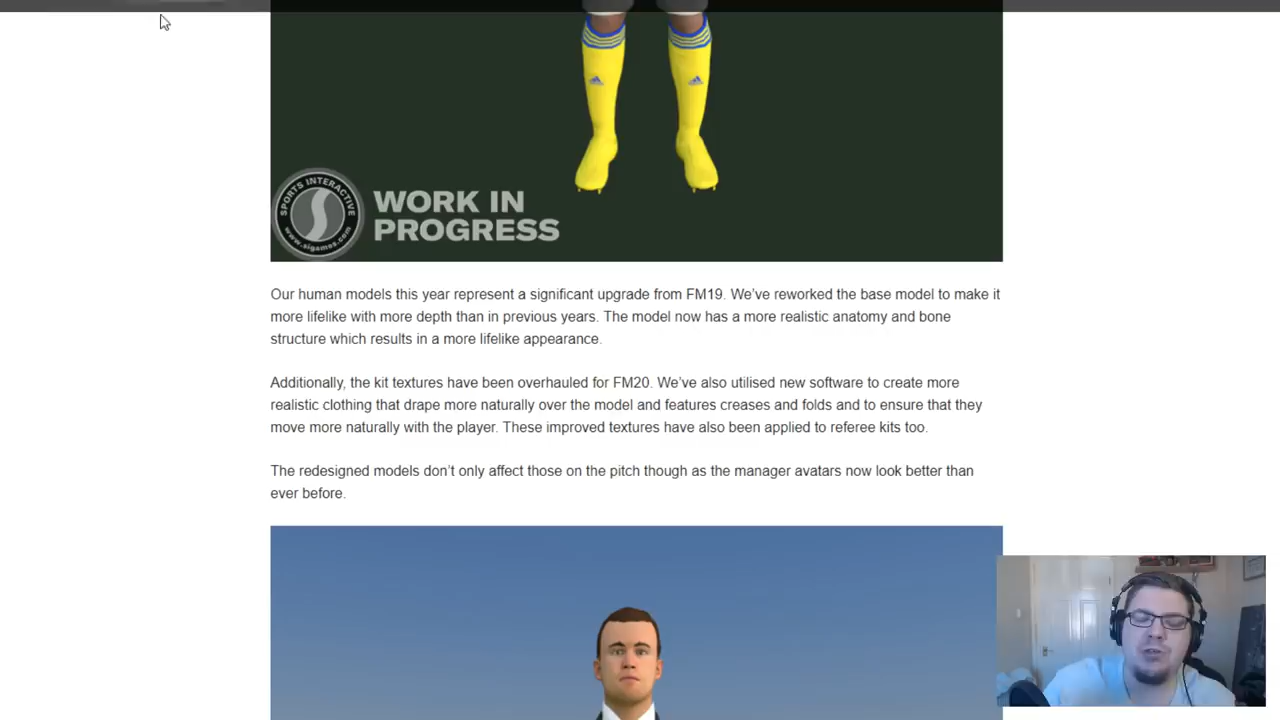 SPORTS INTERACTIVE
www.sigames.com
WORK IN
PROGRESS
Our human models this year represent a significant upgrade from FM19. We’ve reworked the base model to make it
more lifelike with more depth than in previous years. The model now has a more realistic anatomy and bone
structure which results in a more lifelike appearance.
Additionally, the kit textures have been overhauled for FM20. We’ve also utilised new software to create more
realistic clothing that drape more naturally over the model and features creases and folds and to ensure that they
move more naturally with the player. These improved textures have also been applied to referee kits too.
The redesigned models don’t only affect those on the pitch though as the manager avatars now look better than
ever before.